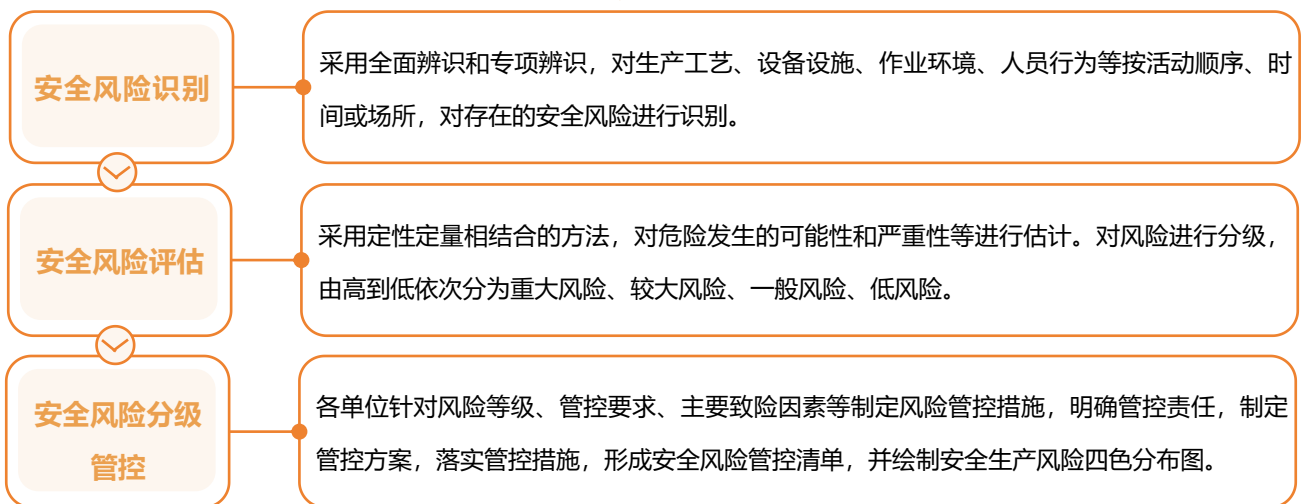 安全风险识别
采用全面辨识和专项辨识，对生产工艺、设备设施、作业环境、人员行为等按活动顺序、时
间或场所，对存在的安全风险进行识别。
安全风险评估
采用定性定量相结合的方法，对危险发生的可能性和严重性等进行估计。对风险进行分级，
由高到低依次分为重大风险、较大风险、一般风险、低风险。
安全风险分级
管控
各单位针对风险等级、管控要求、主要致险因素等制定风险管控措施，明确管控责任，制定
管控方案，落实管控措施，形成安全风险管控清单，并绘制安全生产风险四色分布图。